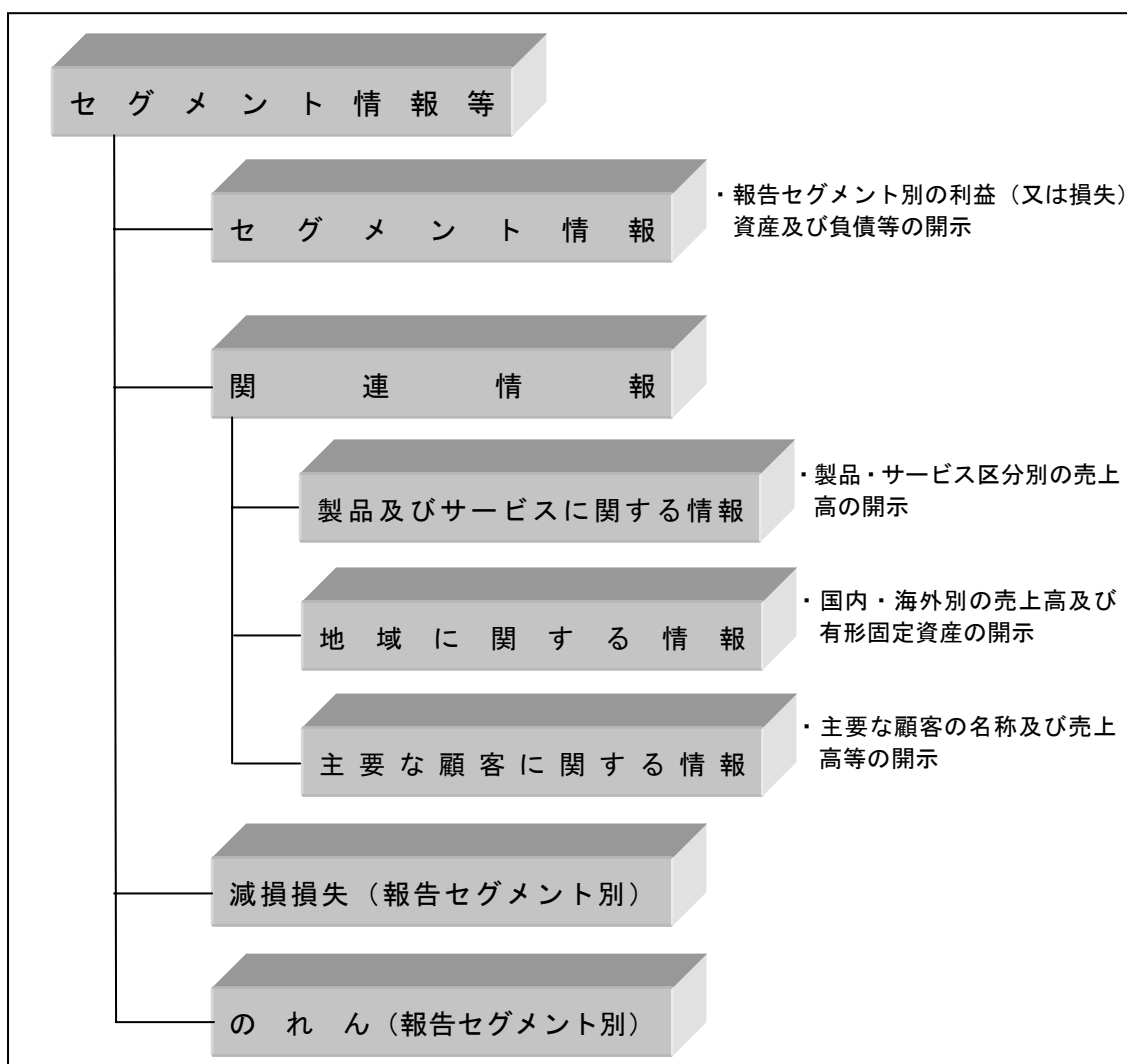 セグメント情報等
セグメント情報
・報告セグメント別の利益（又は損失）
資産及び負債等の開示
関連情報
製品及びサービスに関する情報
・製品・サービス区分別の売上
高の開示
地域に関する情報
・国内・海外別の売上高及び
有形固定資産の開示
主要な顧客に関する情報
・主要な顧客の名称及び売上
高等の開示
減損損失（報告セグメント別）
のれん（報告セグメント別）